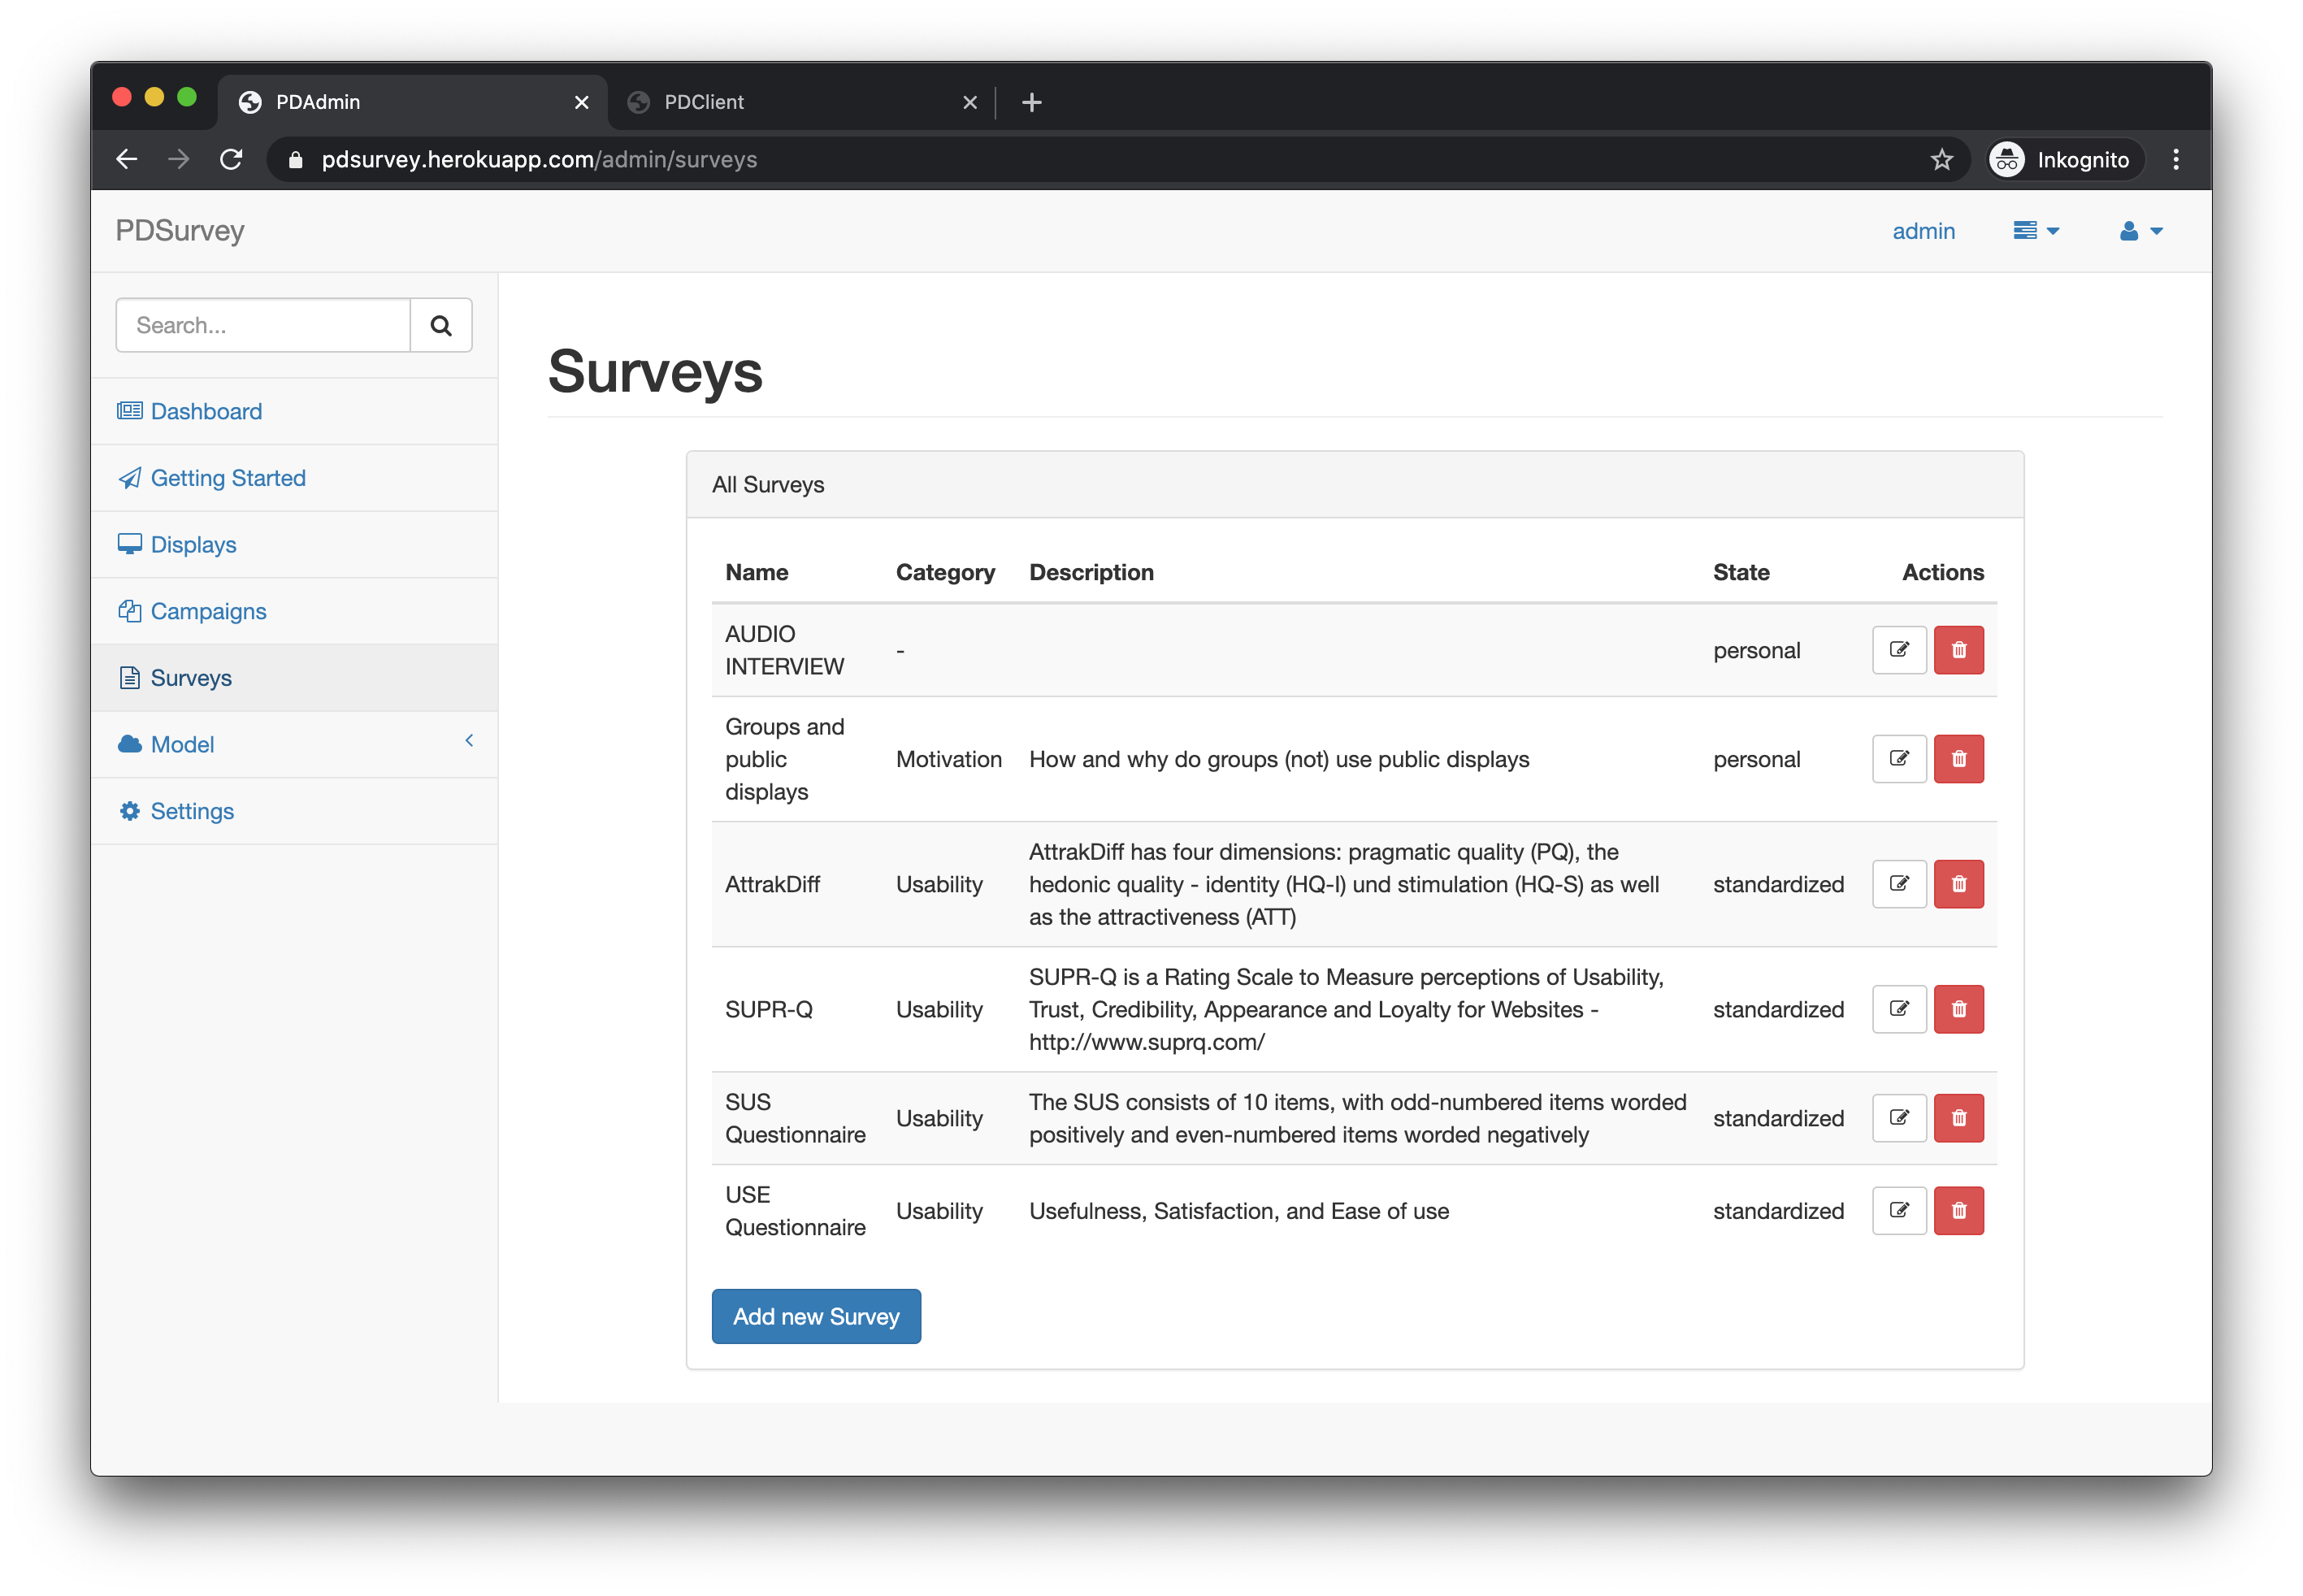 PDAdmin
PDClient
pdsurvey.herokuapp.com/admin/surveys
Inkognito
PDSurvey
admin
Search...
Dashboard
Getting Started
Displays
Campaigns
Surveys
Model
Settings
Surveys
All Surveys
Name Category Description State Actions
AUDIO
INTERVIEW
-
personal
Groups and
public
displays
Motivation
How and why do groups (not) use public displays
personal
AttrakDiff
Usability
AttrakDiff has four dimensions: pragmatic quality (PQ), the
hedonic quality - identity (HQ-I) und stimulation (HQ-S) as well
as the attractiveness (ATT)
standardized
SUPR-Q
Usability
SUPR-Q is a Rating Scale to Measure perceptions of Usability,
Trust, Credibility, Appearance and Loyalty for Websites -
http://www.suprq.com/
standardized
SUS
Questionnaire
Usability
The SUS consists of 10 items, with odd-numbered items worded
positively and even-numbered items worded negatively
standardized
USE
Questionnaire
Usability
Usefulness, Satisfaction, and Ease of use
standardized
Add new Survey